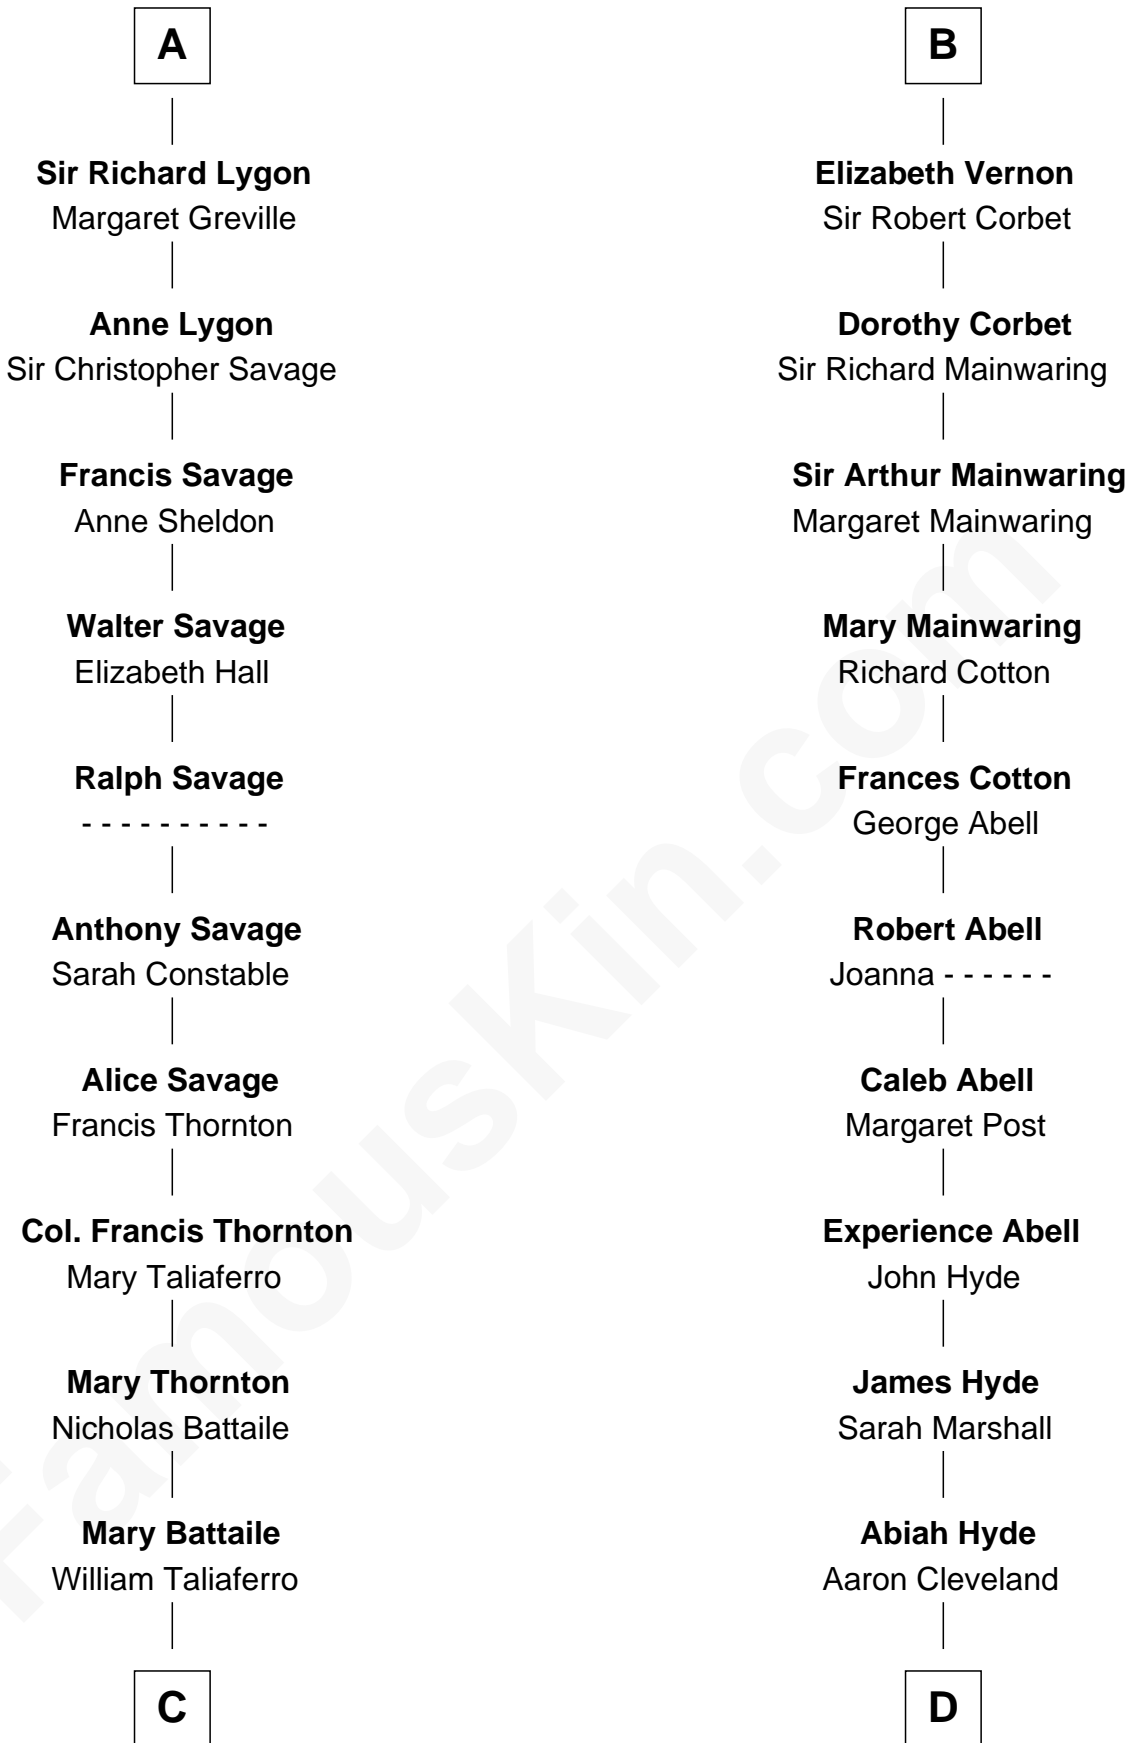 A
Sir Richard Lygon
Margaret Greville
Anne Lygon
Sir Christopher Savage
Francis Savage
Anne Sheldon
Walter Savage
Elizabeth Hall
Ralph Savage
- - - - - - - - - -
Anthony Savage
Sarah Constable
Alice Savage
Francis Thornton
Col. Francis Thornton
Mary Taliaferro
Mary Thornton
Nicholas Battaile
Mary Battaile
William Taliaferro
C
B
Elizabeth Vernon
Sir Robert Corbet
Dorothy Corbet
Sir Richard Mainwaring
Sir Arthur Mainwaring
Margaret Mainwaring
Mary Mainwaring
Richard Cotton
Frances Cotton
George Abell
Robert Abell
Joanna - - - - - -
Caleb Abell
Margaret Post
Experience Abell
John Hyde
James Hyde
Sarah Marshall
Abiah Hyde
Aaron Cleveland
D
FamousKin.com